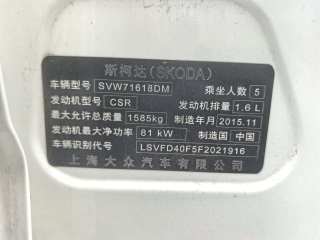 斯柯达(SKODA)
车辆型号 SVW71618DM 乘坐人数 5
发动机型号 CSR 发动机排量 1.6 L
最大允许总质量 1585kg 制造年月 2015.11
发动机最大净功率 81 kW 制造国 中国
车辆识别代号 LSVFD40F5F2021916
上海大众汽车有限公司